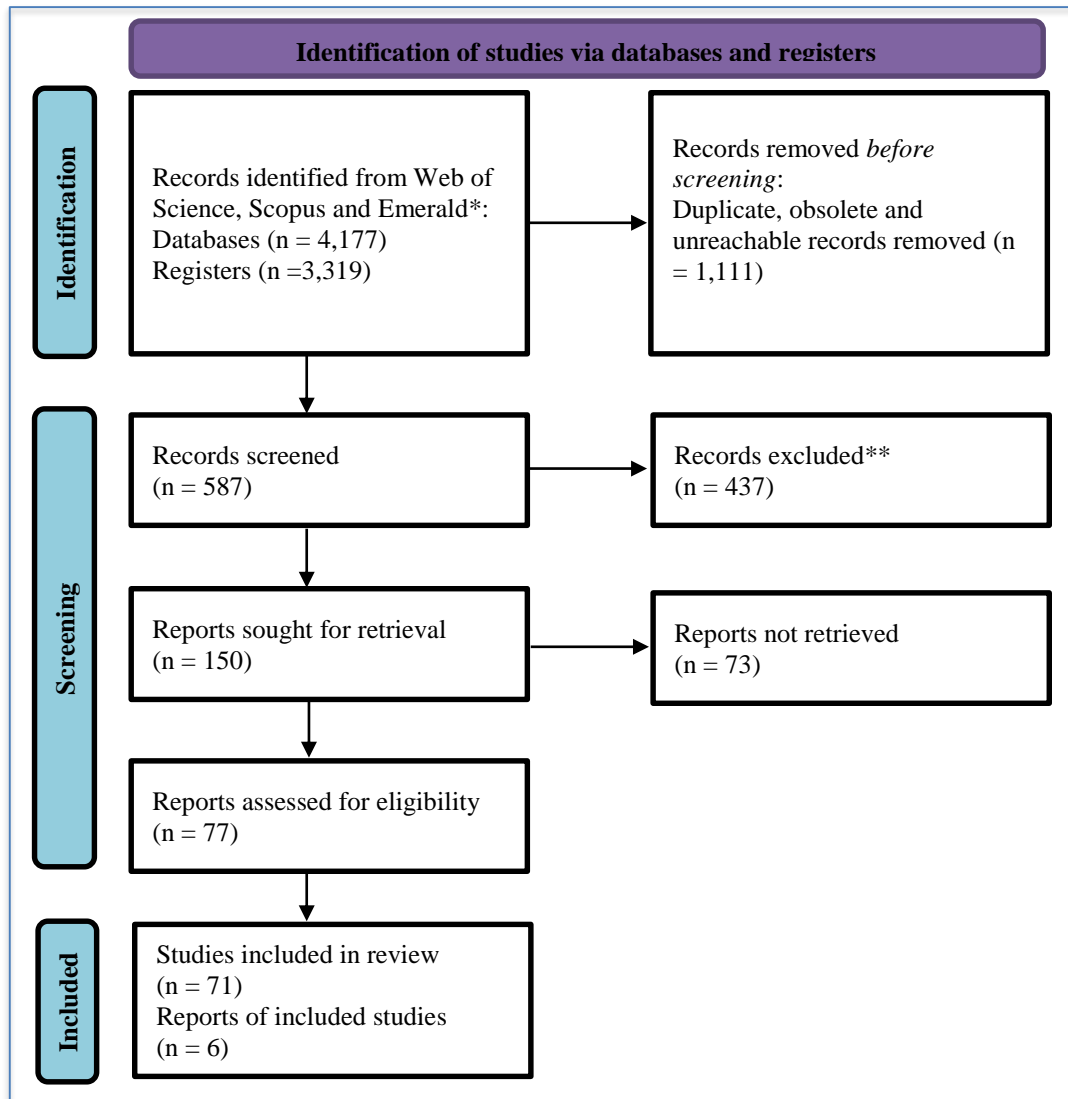 Identification of studies via databases and registers
Identification
Records identified from Web of
Science, Scopus and Emerald*:
Databases (n = 4,177)
Registers (n =3,319)
Records removed before
screening:
Duplicate, obsolete and
unreachable records removed (n
= 1,111)
Screening
Records screened
(n = 587)
Records excluded**
(n = 437)
Reports sought for retrieval
(n = 150)
Reports not retrieved
(n = 73)
Reports assessed for eligibility
(n = 77)
Included
Studies included in review
(n = 71)
Reports of included studies
(n = 6)